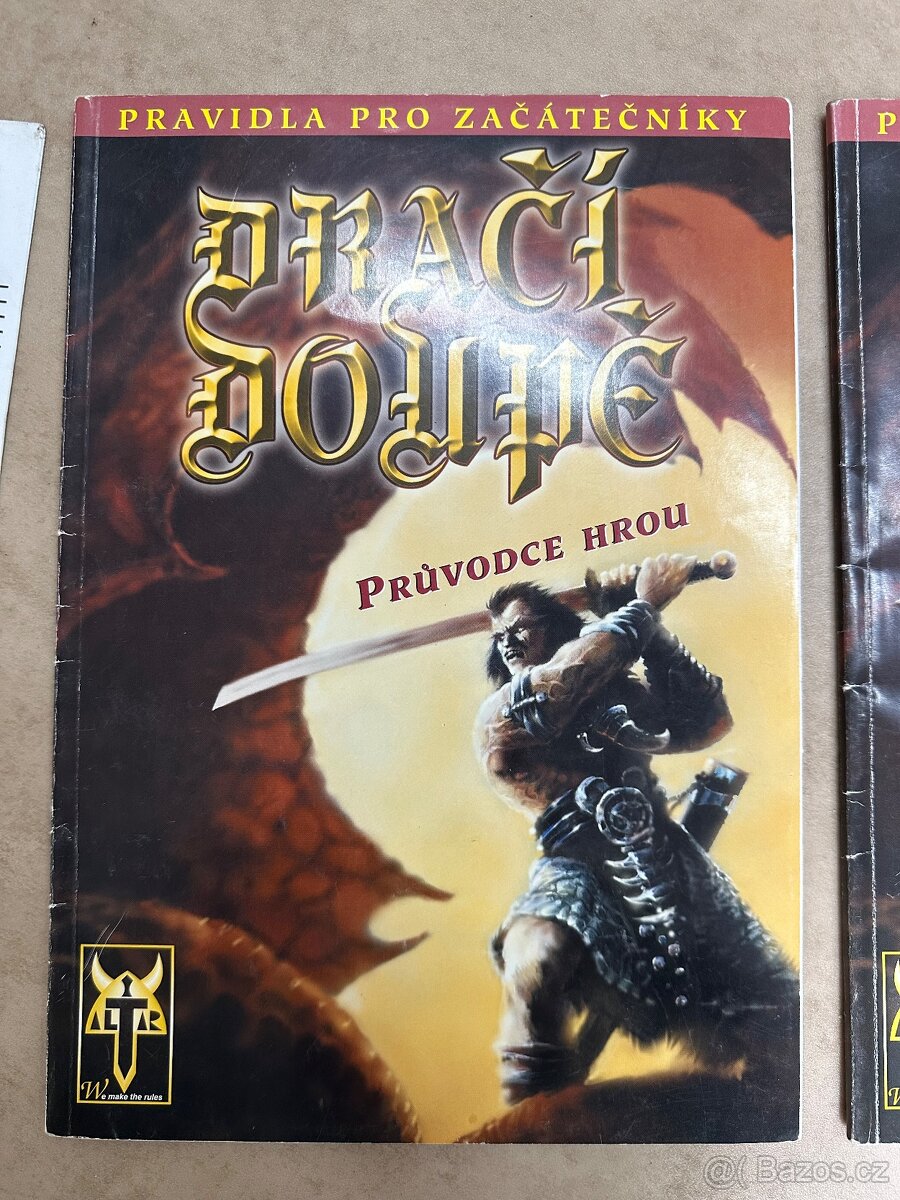 PRAVIDLA PRO ZAČÁTEČNÍKY
DRAČÍ
DOUPĚ
PRŮVODCE HROU
ALTAR
We make the rules
P
W
@( Bazos.cz